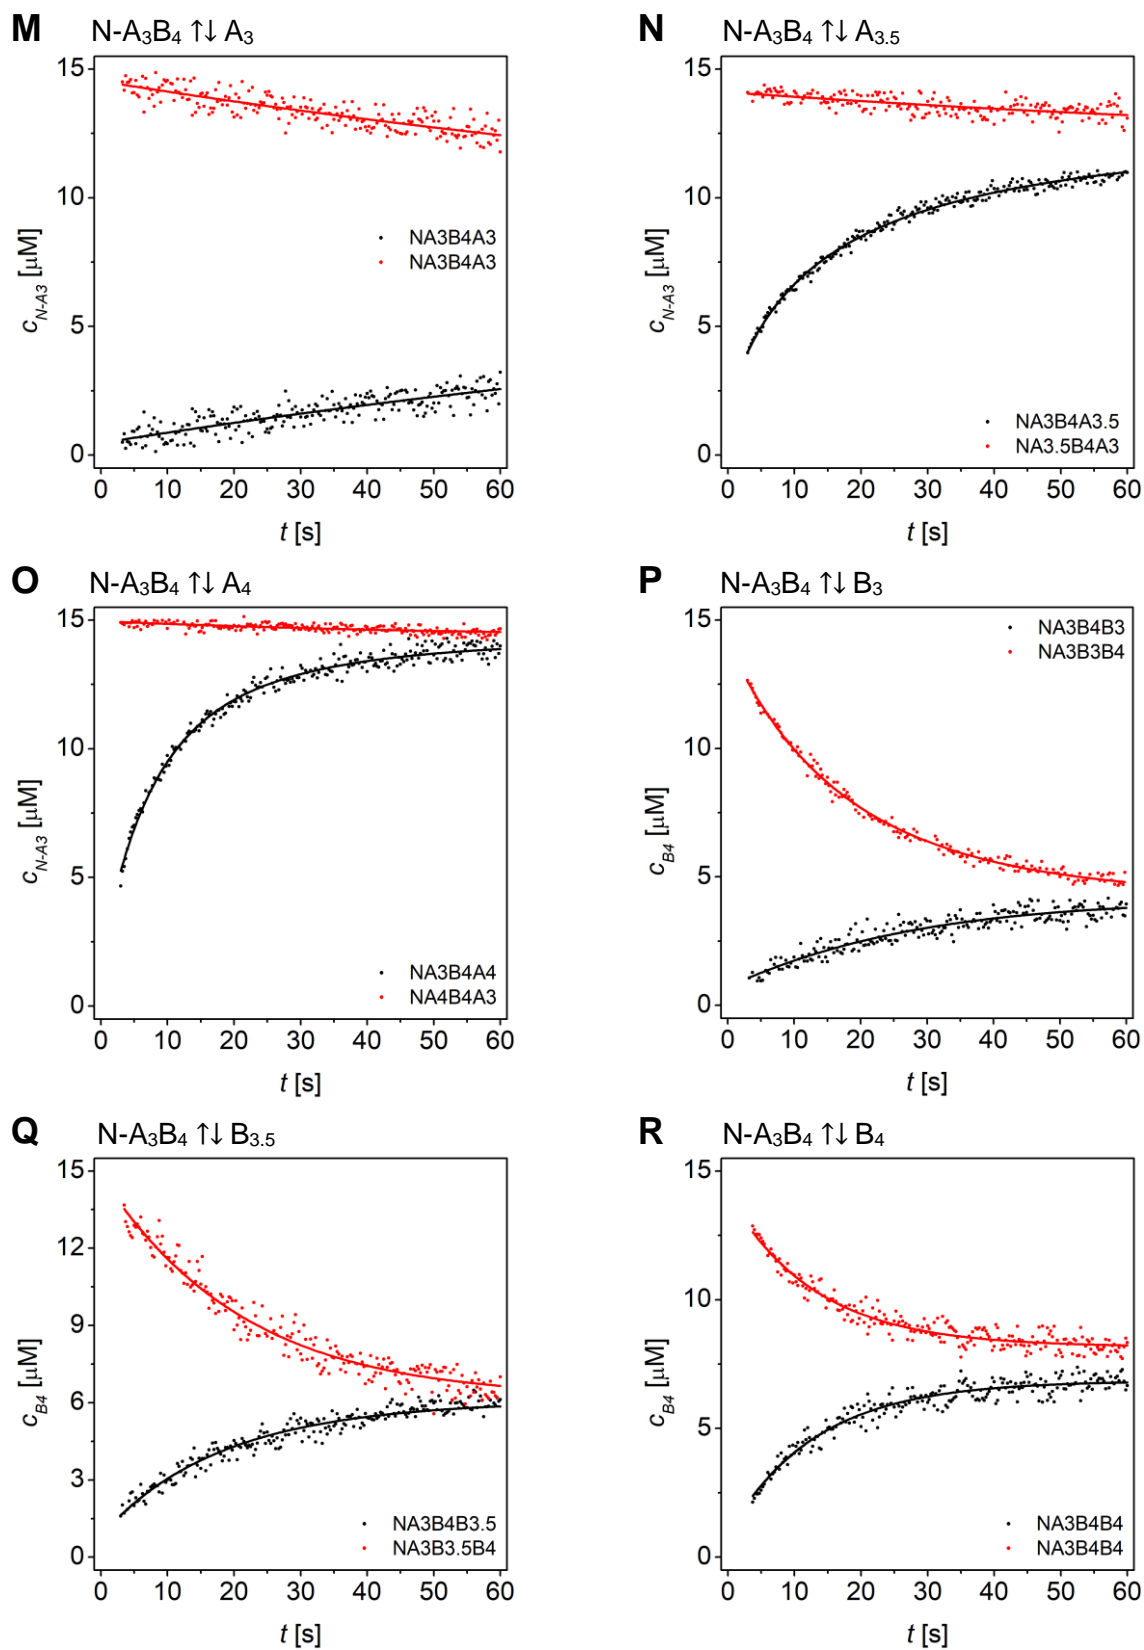 M N-A3B4 ↑↓ A3
15
10
5
0
cN-A3 [µM]
NA3B4A3
NA3B4A3
0 10 20 30 40 50 60
t [s]
N N-A3B4 ↑↓ A3.5
15
10
5
0
cN-A3 [µM]
NA3B4A3.5
NA3.5B4A3
0 10 20 30 40 50 60
t [s]
O N-A3B4 ↑↓ A4
15
10
5
0
cN-A3 [µM]
NA3B4A4
NA4B4A3
0 10 20 30 40 50 60
t [s]
P N-A3B4 ↑↓ B3
15
10
5
0
cB4 [µM]
NA3B4B3
NA3B3B4
0 10 20 30 40 50 60
t [s]
Q N-A3B4 ↑↓ B3.5
15
12
9
6
3
0
cB4 [µM]
NA3B4B3.5
NA3B3.5B4
0 10 20 30 40 50 60
t [s]
R N-A3B4 ↑↓ B4
15
10
5
0
cB4 [µM]
NA3B4B4
NA3B4B4
0 10 20 30 40 50 60
t [s]